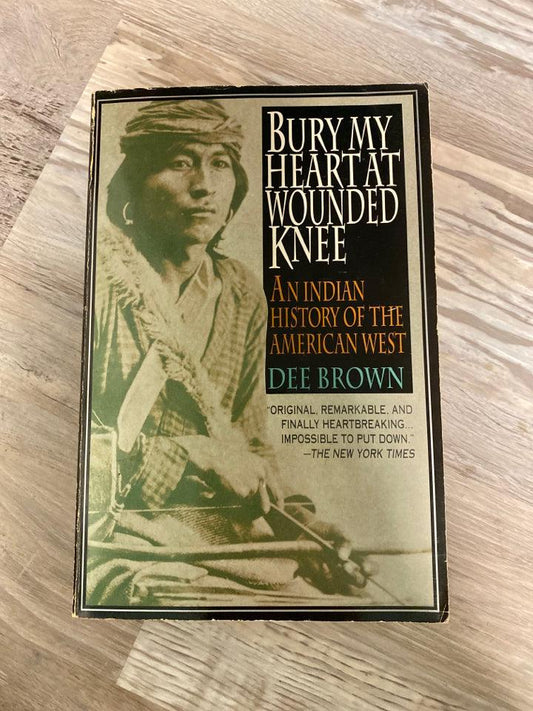 BURY MY
HEART AT
WOUNDED
KNEE
AN INDIAN
HISTORY OF THE
AMERICAN WEST
DEE BROWN
"ORIGINAL, REMARKABLE, AND
FINALLY HEARTBREAKING...
IMPOSSIBLE TO PUT DOWN."
—THE NEW YORK TIMES